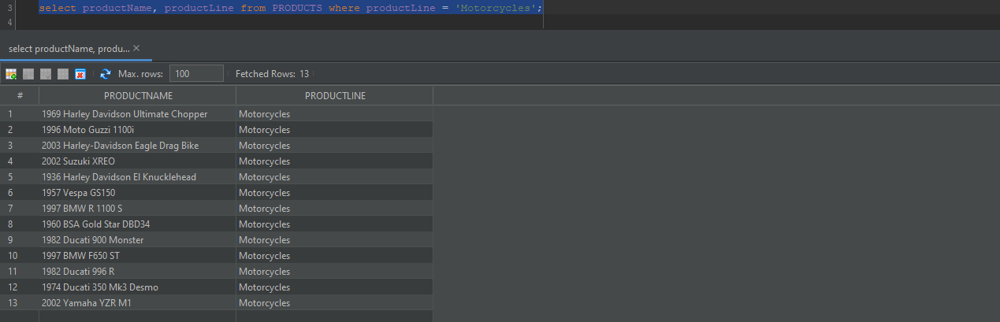 3 select productName, productLine from PRODUCTS where productLine = 'Motorcycles';
4
select productName, produ... ×
Max. rows: 100 Fetched Rows: 13
# PRODUCTNAME PRODUCTLINE
1 1969 Harley Davidson Ultimate Chopper Motorcycles
2 1996 Moto Guzzi 1100i Motorcycles
3 2003 Harley-Davidson Eagle Drag Bike Motorcycles
4 2002 Suzuki XREO Motorcycles
5 1936 Harley Davidson El Knucklehead Motorcycles
6 1957 Vespa GS150 Motorcycles
7 1997 BMW R 1100 S Motorcycles
8 1960 BSA Gold Star DBD34 Motorcycles
9 1982 Ducati 900 Monster Motorcycles
10 1997 BMW F650 ST Motorcycles
11 1982 Ducati 996 R Motorcycles
12 1974 Ducati 350 Mk3 Desmo Motorcycles
13 2002 Yamaha YZR M1 Motorcycles